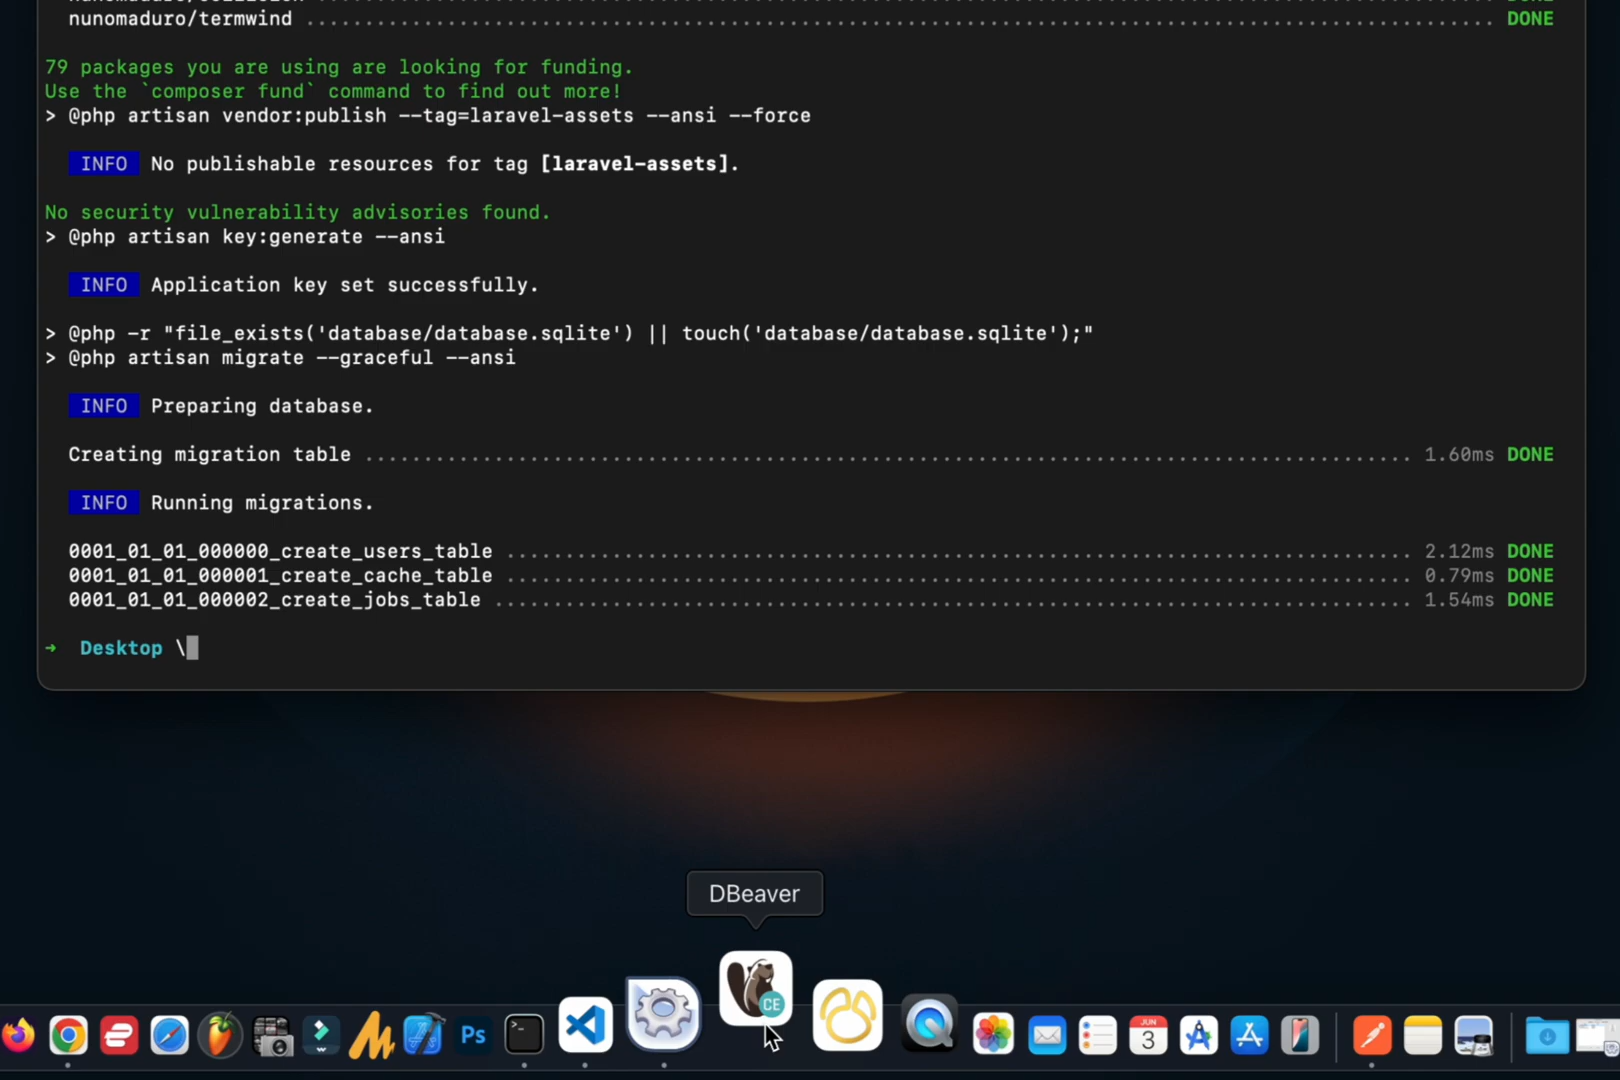 nunomaduro/termwind DONE
79 packages you are using are looking for funding.
Use the `composer fund` command to find out more!
> @php artisan vendor:publish --tag=laravel-assets --ansi --force
INFO No publishable resources for tag [laravel-assets].
No security vulnerability advisories found.
> @php artisan key:generate --ansi
INFO Application key set successfully.
> @php -r "file_exists('database/database.sqlite') || touch('database/database.sqlite');"
> @php artisan migrate --graceful --ansi
INFO Preparing database.
Creating migration table 1.60ms DONE
INFO Running migrations.
0001_01_01_000000_create_users_table 2.12ms DONE
0001_01_01_000001_create_cache_table 0.79ms DONE
0001_01_01_000002_create_jobs_table 1.54ms DONE
→ Desktop \
DBeaver
CE
Ps
>_
JUN
3